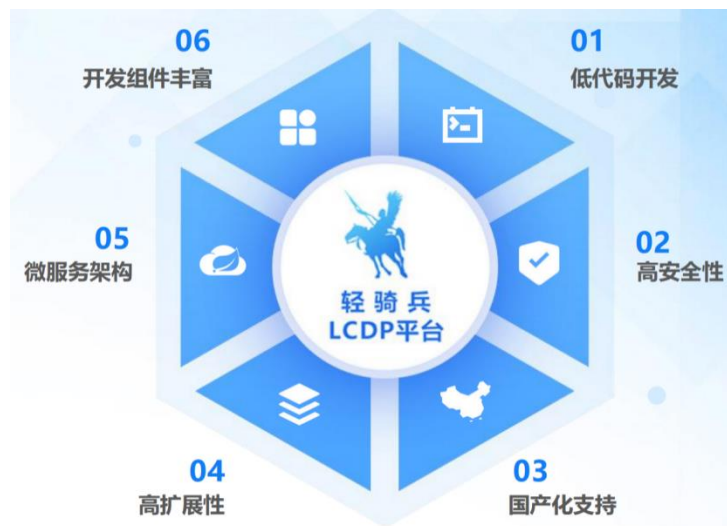 06
开发组件丰富
01
低代码开发
05
微服务架构
轻骑兵
LCDP平台
02
高安全性
04
高扩展性
03
国产化支持